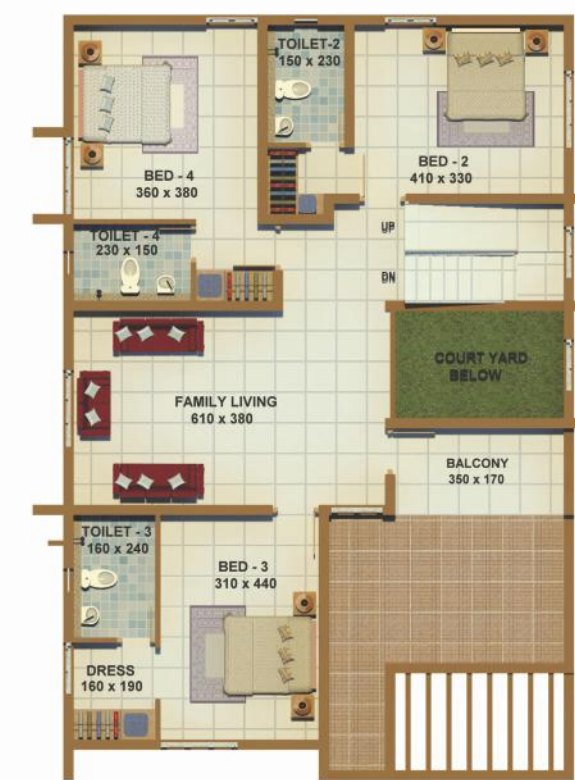 TOILET-2
150 x 230
BED - 2
410 x 330
BED - 4
360 x 380
UP
TOILET - 4
230 x 150
DN
COURT YARD
BELOW
FAMILY LIVING
610 x 380
BALCONY
350 x 170
TOILET - 3
160 x 240
BED - 3
310 x 440
DRESS
160 x 190